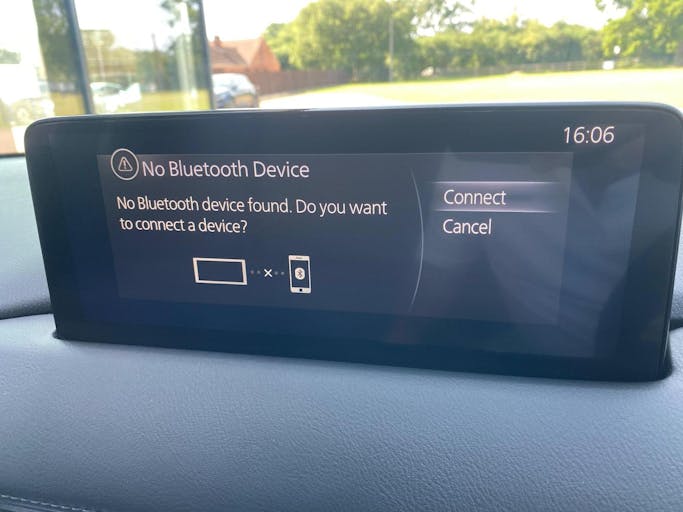 16:06
No Bluetooth Device
No Bluetooth device found. Do you want
to connect a device?
Connect
Cancel